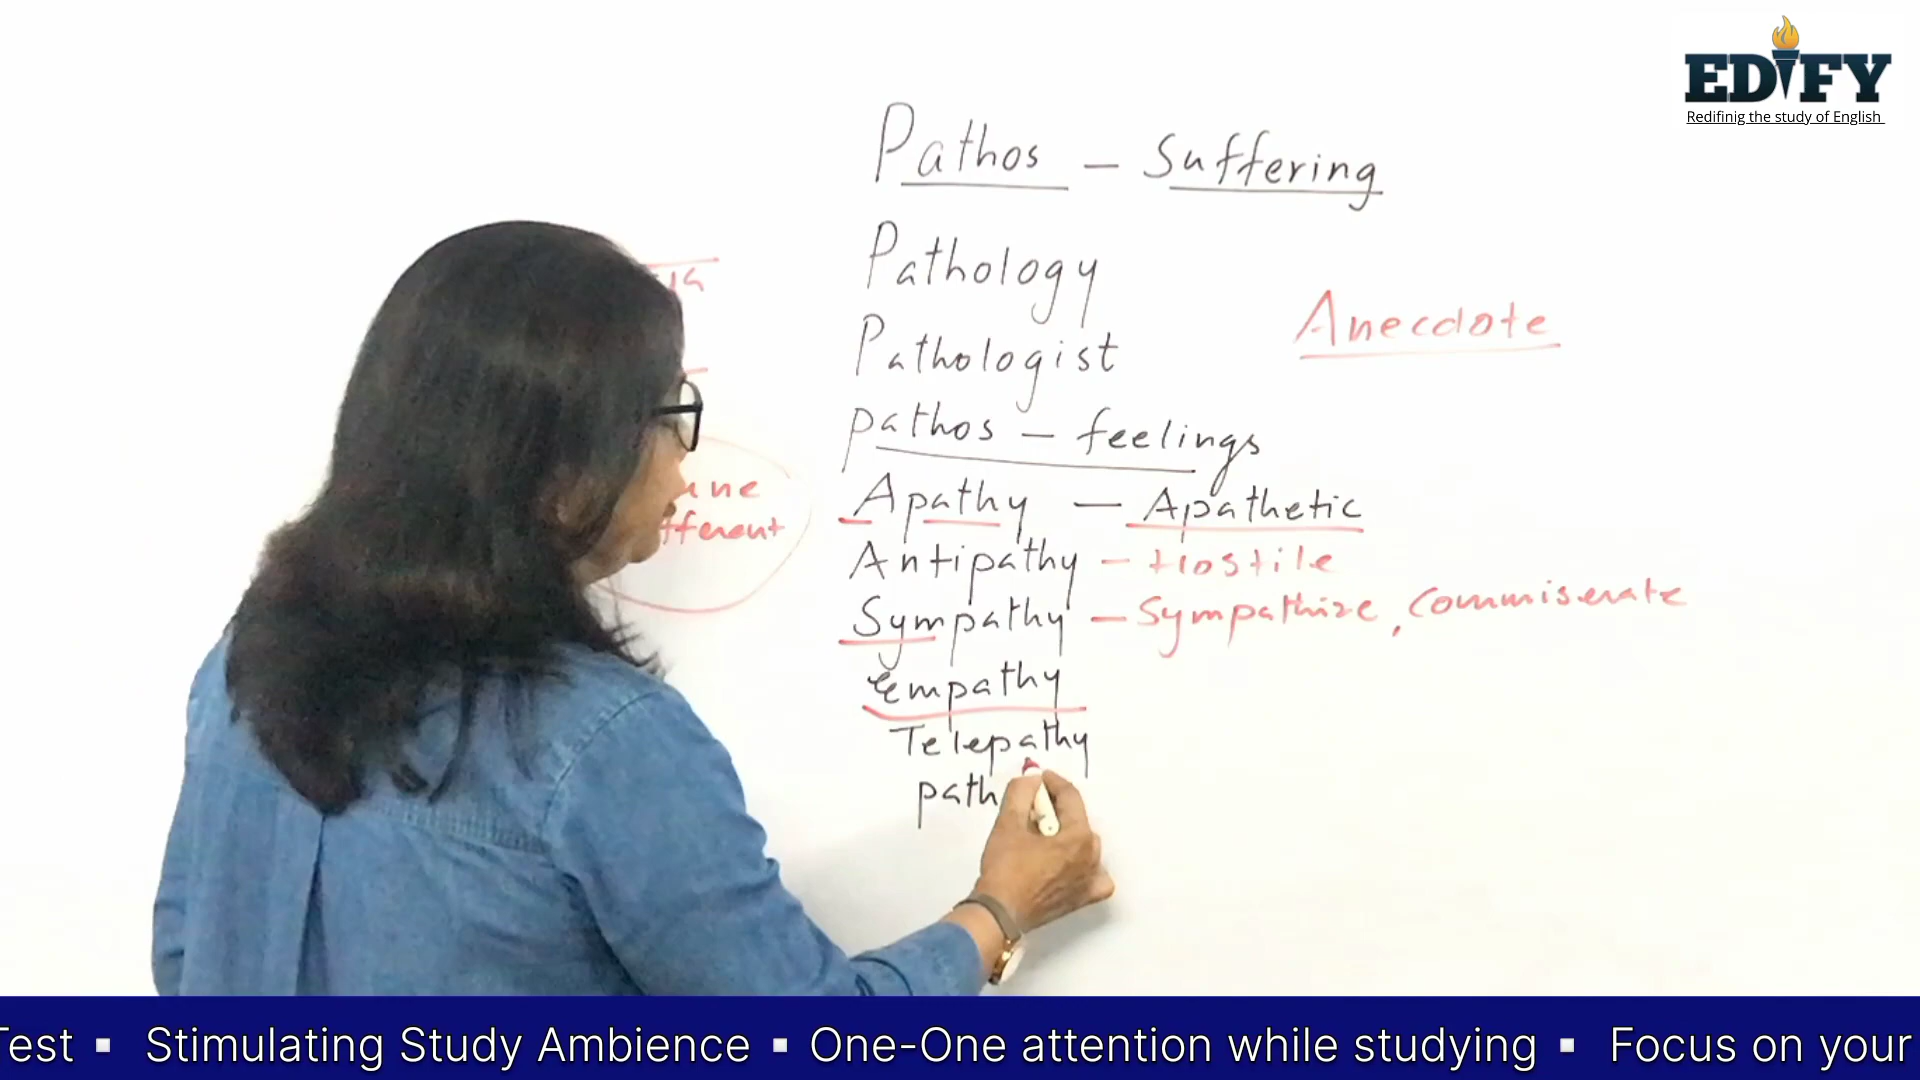 EDIFY
Redifinig the study of English
Pathos – Suffering
Pathology
Anecdote
Pathologist
pathos – feelings
Apathy – Apathetic
Antipathy – Hostile
Sympathy – Sympathize, Commiserate
Empathy
Telepathy
path
Test ▪ Stimulating Study Ambience ▪ One-One attention while studying ▪ Focus on your